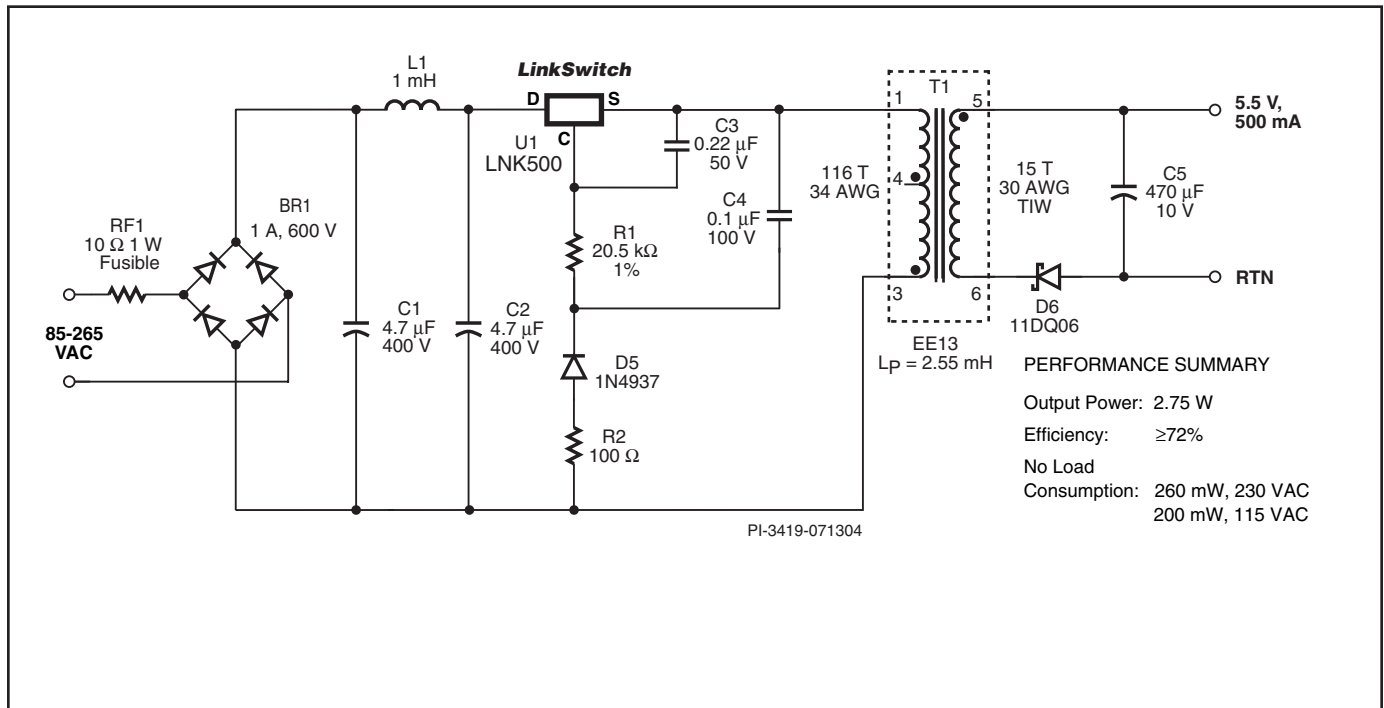 L1
1 mH
LinkSwitch
D
S
C
U1
LNK500
C3
0.22 µF
50 V
C4
0.1 µF
100 V
R1
20.5 kΩ
1%
RF1
10 Ω 1 W
Fusible
BR1
1 A, 600 V
85-265
VAC
C1
4.7 µF
400 V
C2
4.7 µF
400 V
D5
1N4937
R2
100 Ω
T1
1
5
116 T
34 AWG
4
15 T
30 AWG
TIW
3
6
EE13
LP = 2.55 mH
D6
11DQ06
C5
470 µF
10 V
5.5 V,
500 mA
RTN
PERFORMANCE SUMMARY
Output Power: 2.75 W
Efficiency: ≥72%
No Load
Consumption: 260 mW, 230 VAC
200 mW, 115 VAC
PI-3419-071304